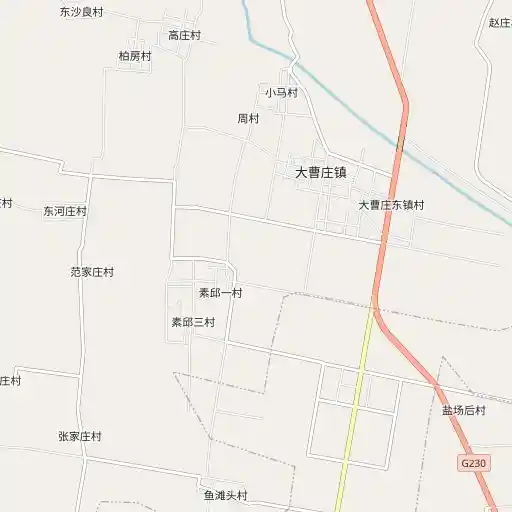 东沙良村
赵庄
高庄村
柏房村
小马村
周村
大曹庄镇
庄村
东河庄村
大曹庄东镇村
范家庄村
素邱一村
素邱三村
庄村
盐场后村
张家庄村
G230
鱼滩头村